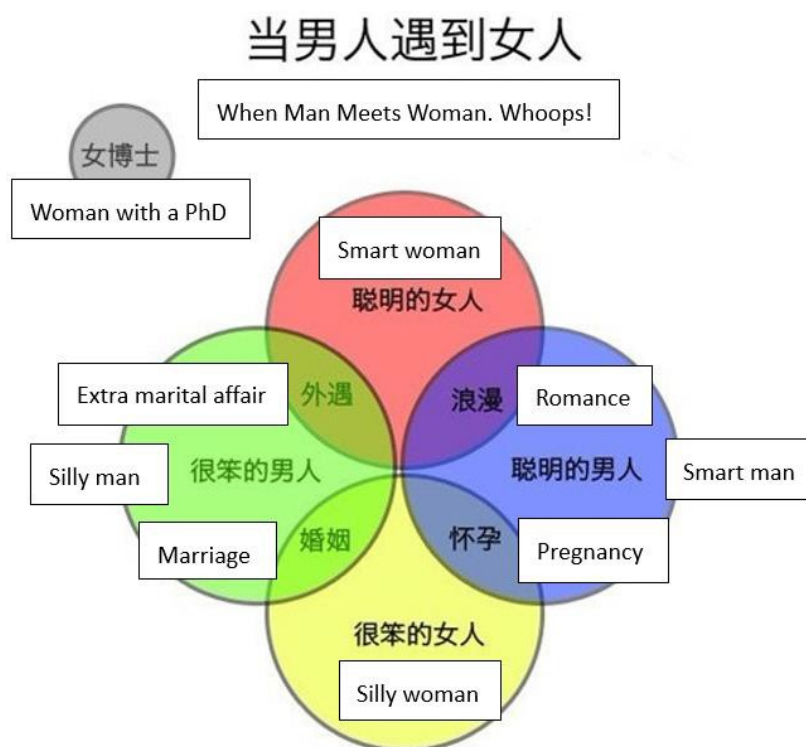 当男人遇到女人
When Man Meets Woman. Whoops!
女博士
Woman with a PhD
Smart woman
聪明的女人
Extra marital affair
外遇
浪漫
Romance
Silly man
很笨的男人
聪明的男人
Smart man
Marriage
婚姻
怀孕
Pregnancy
很笨的女人
Silly woman